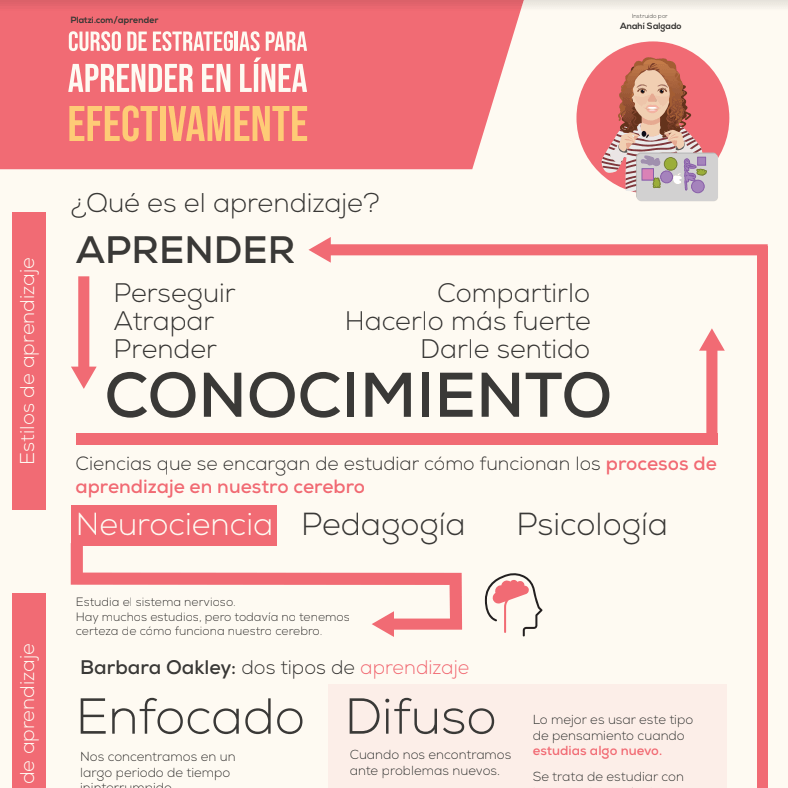 Platzi.com/aprender
CURSO DE ESTRATEGIAS PARA
APRENDER EN LÍNEA
EFECTIVAMENTE
Instruido por
Anahí Salgado
¿Qué es el aprendizaje?
APRENDER
Estilos de aprendizaje
Perseguir
Atrapar
Prender
Compartirlo
Hacerlo más fuerte
Darle sentido
CONOCIMIENTO
Ciencias que se encargan de estudiar cómo funcionan los procesos de
aprendizaje en nuestro cerebro
Neurociencia Pedagogía Psicología
Estudia el sistema nervioso.
Hay muchos estudios, pero todavía no tenemos
certeza de cómo funciona nuestro cerebro.
de aprendizaje
Barbara Oakley: dos tipos de aprendizaje
Enfocado
Nos concentramos en un
largo periodo de tiempo
ininterrumpido
Difuso
Cuando nos encontramos
ante problemas nuevos.
Lo mejor es usar este tipo
de pensamiento cuando
estudias algo nuevo.
Se trata de estudiar con